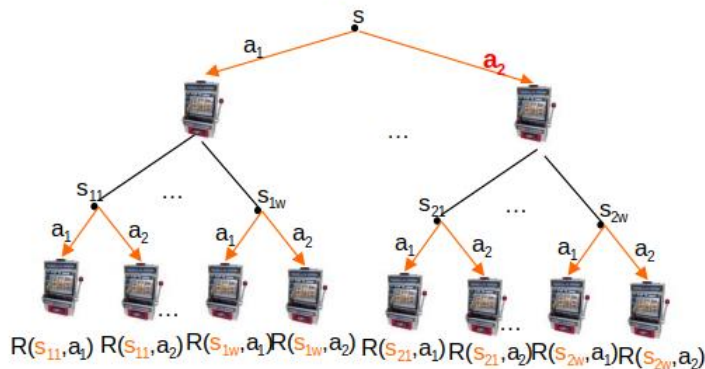 s
a₁ a₂
...
s₁₁ ... s₁w s₂₁ ... s₂w
a₁ a₂ a₁ a₂ a₁ a₂ a₁ a₂
... ...
R(s₁₁,a₁) R(s₁₁,a₂) R(s₁w,a₁) R(s₁w,a₂) R(s₂₁,a₁) R(s₂₁,a₂) R(s₂w,a₁) R(s₂w,a₂)